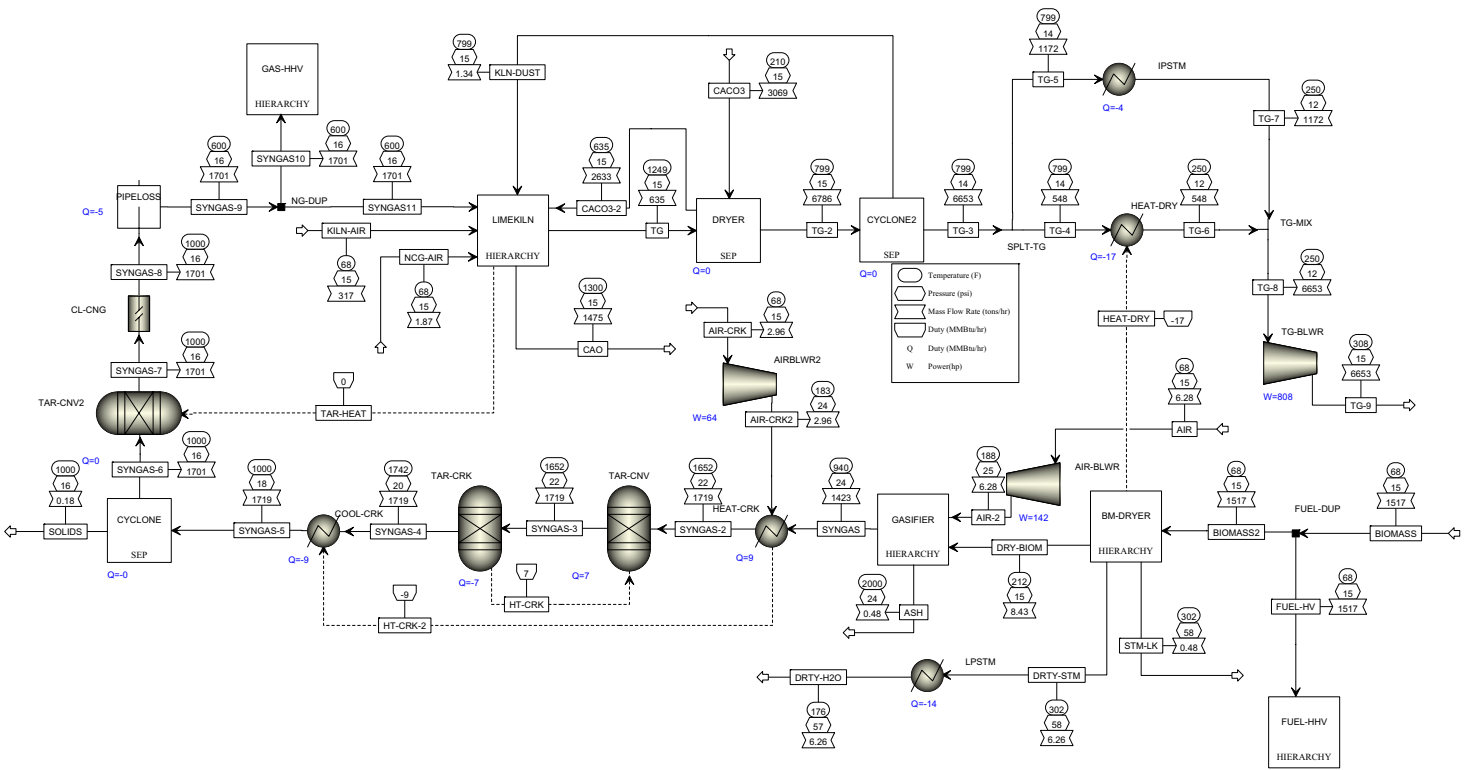 799
15
1.34
KLN-DUST
GAS-HHV
HIERARCHY
210
15
3069
CACO3
799
14
1172
TG-5
IPSTM
Q=-4
250
12
1172
TG-7
600
16
1701
SYNGAS-9
600
16
1701
SYNGAS10
600
16
1701
SYNGAS11
NG-DUP
PIPELOSS
Q=-5
635
15
2633
CACO3-2
1249
15
635
TG
LIMEKILN
HIERARCHY
DRYER
SEP
Q=0
799
15
6786
TG-2
CYCLONE2
SEP
Q=0
799
14
6653
TG-3
SPLT-TG
799
14
548
TG-4
HEAT-DRY
Q=-17
250
12
548
TG-6
TG-MIX
KILN-AIR
68
15
317
NCG-AIR
68
15
1.87
1000
16
1701
SYNGAS-8
CL-CNG
1000
16
1701
SYNGAS-7
TAR-CNV2
Q=0
0
TAR-HEAT
1300
15
1475
CAO
Temperature (F)
Pressure (psi)
Mass Flow Rate (tons/hr)
Duty (MMBtu/hr)
Q Duty (MMBtu/hr)
W Power(hp)
250
12
6653
TG-8
TG-BLWR
W=808
308
15
6653
TG-9
HEAT-DRY
-17
68
15
2.96
AIR-CRK
AIRBLWR2
W=64
183
24
2.96
AIR-CRK2
68
15
6.28
AIR
AIR-BLWR
W=142
188
25
6.28
AIR-2
1000
16
1701
SYNGAS-6
1000
16
0.18
SOLIDS
CYCLONE
SEP
Q=-0
1000
18
1719
SYNGAS-5
COOL-CRK
Q=-9
1742
20
1719
SYNGAS-4
TAR-CRK
Q=-7
1652
22
1719
SYNGAS-3
TAR-CNV
Q=7
1652
22
1719
SYNGAS-2
HEAT-CRK
Q=9
940
24
1423
SYNGAS
GASIFIER
HIERARCHY
7
HT-CRK
-9
HT-CRK-2
2000
24
0.48
ASH
DRY-BIOM
212
15
8.43
BM-DRYER
HIERARCHY
68
15
1517
BIOMASS2
FUEL-DUP
68
15
1517
BIOMASS
68
15
1517
FUEL-HV
302
58
0.48
STM-LK
LPSTM
Q=-14
DRTY-H2O
176
57
6.26
DRTY-STM
302
58
6.26
FUEL-HHV
HIERARCHY